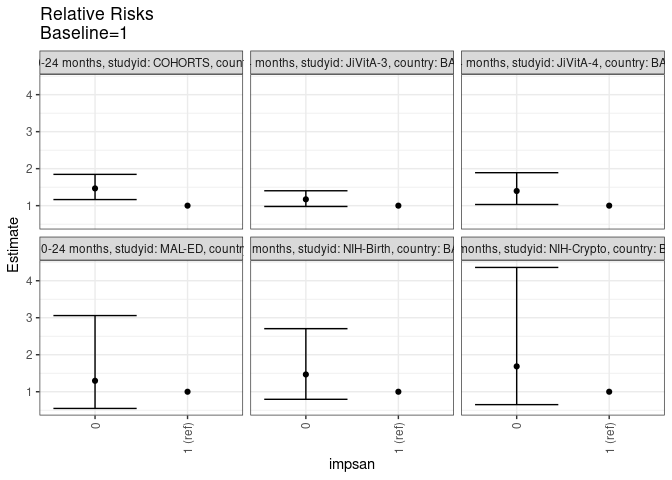 Relative Risks
Baseline=1
0-24 months, studyid: COHORTS, coun
months, studyid: JiVitA-3, country: BA
months, studyid: JiVitA-4, country: BA
4
3
2
1
0-24 months, studyid: MAL-ED, countr
months, studyid: NIH-Birth, country: BA
months, studyid: NIH-Crypto, country: B
4
3
2
1
Estimate
0
1 (ref)
0
1 (ref)
0
1 (ref)
impsan